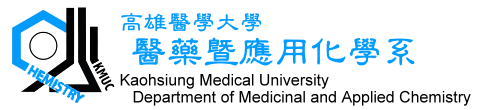 高雄醫學大學
醫藥暨應用化學系
Kaohsiung Medical University
Department of Medicinal and Applied Chemistry
CHEMISTRY
KMUC